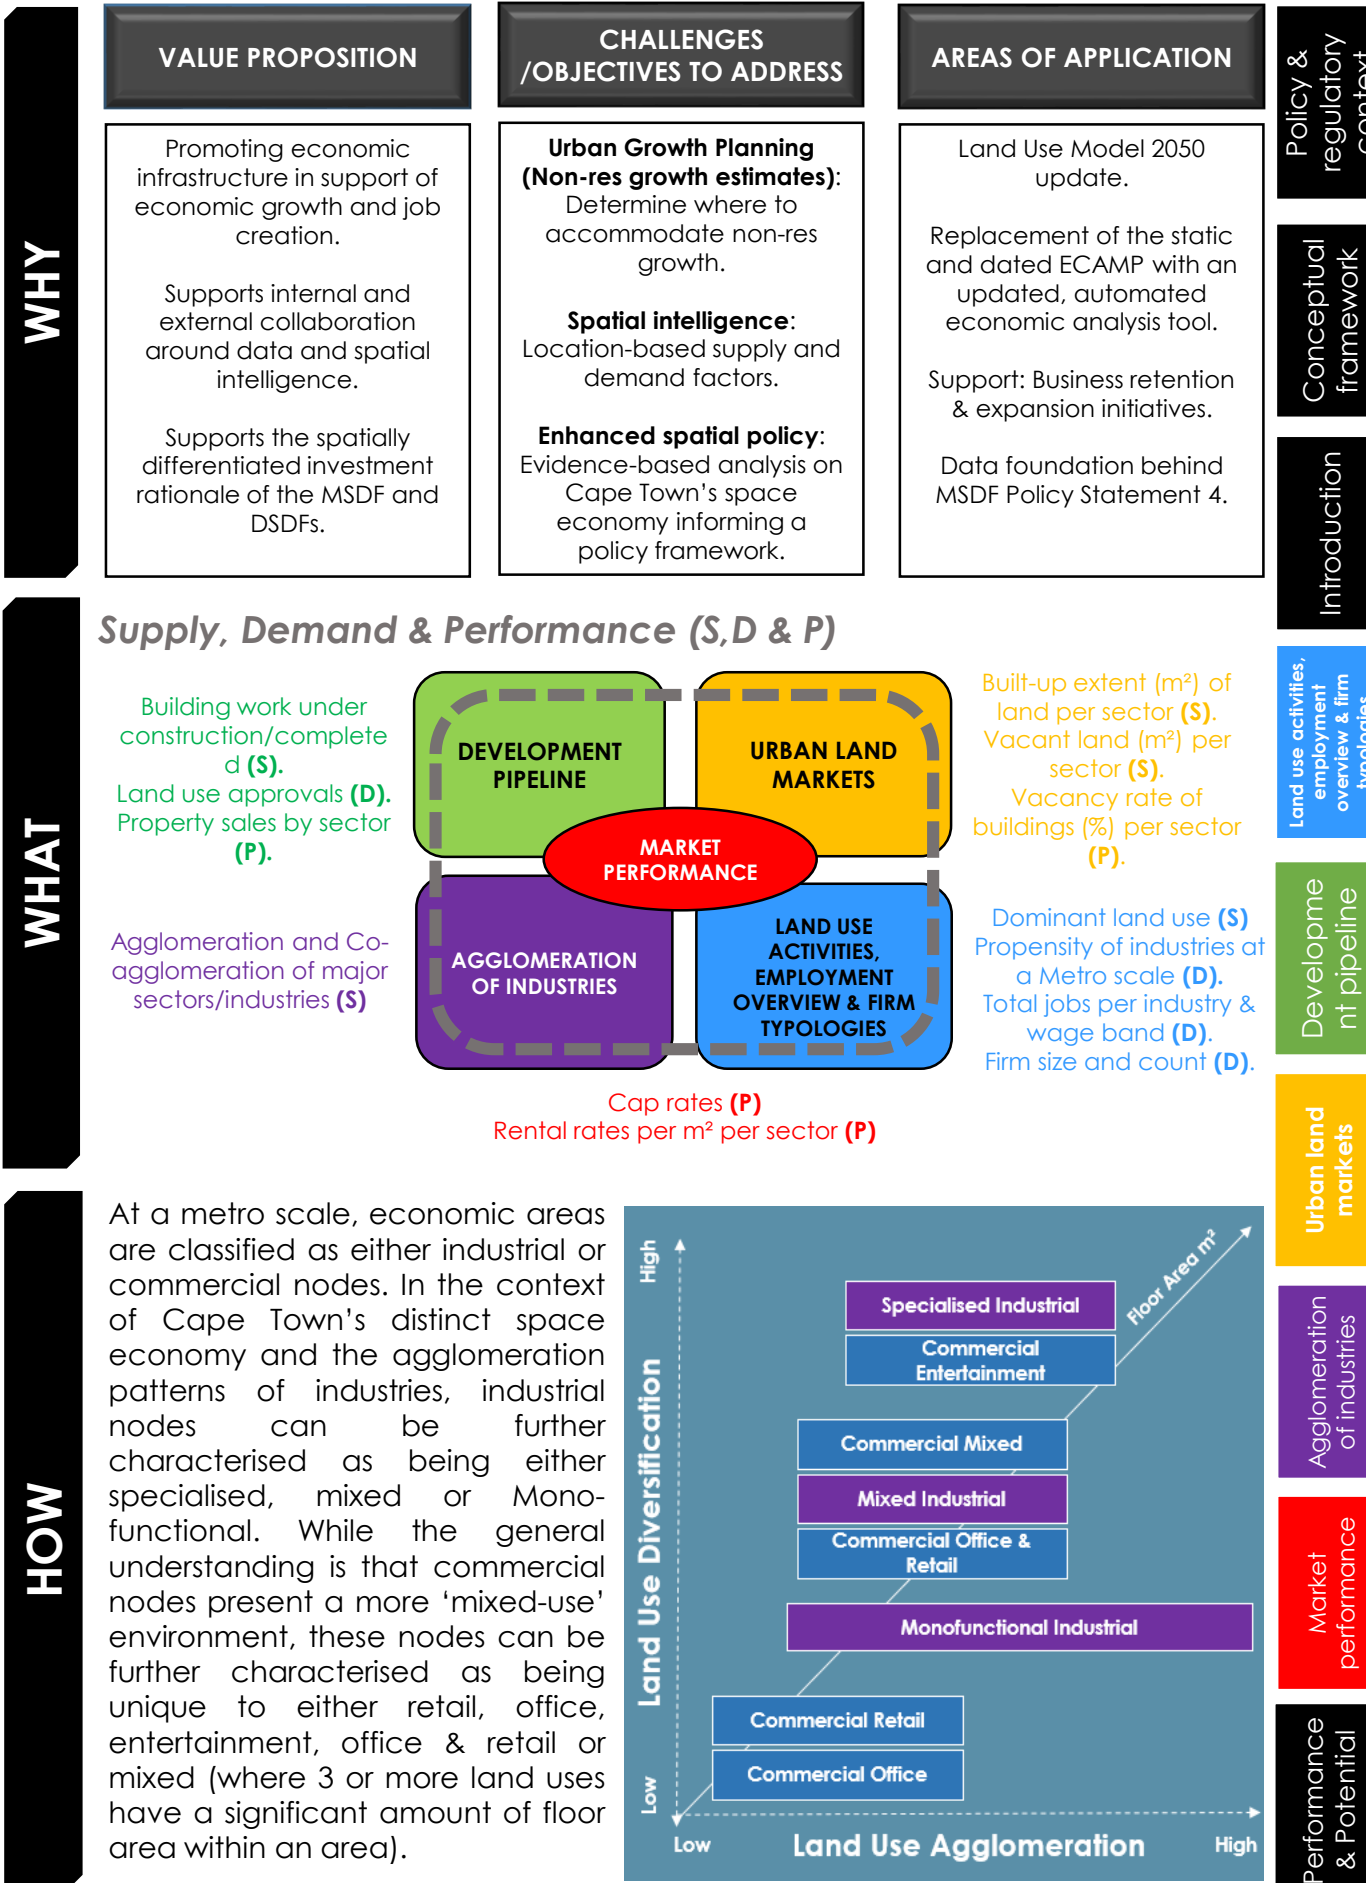 WHY
VALUE PROPOSITION
Promoting economic
infrastructure in support of
economic growth and job
creation.
Supports internal and
external collaboration
around data and spatial
intelligence.
Supports the spatially
differentiated investment
rationale of the MSDF and
DSDFs.
CHALLENGES
/OBJECTIVES TO ADDRESS
Urban Growth Planning
(Non-res growth estimates):
Determine where to
accommodate non-res
growth.
Spatial intelligence:
Location-based supply and
demand factors.
Enhanced spatial policy:
Evidence-based analysis on
Cape Town's space
economy informing a
policy framework.
AREAS OF APPLICATION
Land Use Model 2050
update.
Replacement of the static
and dated ECAMP with an
updated, automated
economic analysis tool.
Support: Business retention
& expansion initiatives.
Data foundation behind
MSDF Policy Statement 4.
WHAT
Supply, Demand & Performance (S,D & P)
Building work under
construction/complete
d (S).
Land use approvals (D).
Property sales by sector
(P).
Agglomeration and Co-
agglomeration of major
sectors/industries (S)
DEVELOPMENT
PIPELINE
URBAN LAND
MARKETS
MARKET
PERFORMANCE
AGGLOMERATION
OF INDUSTRIES
LAND USE
ACTIVITIES,
EMPLOYMENT
OVERVIEW & FIRM
TYPOLOGIES
Built-up extent (m²) of
land per sector (S).
Vacant land (m²) per
sector (S).
Vacancy rate of
buildings (%) per sector
(P).
Dominant land use (S)
Propensity of industries at
a Metro scale (D).
Total jobs per industry &
wage band (D).
Firm size and count (D).
Cap rates (P)
Rental rates per m² per sector (P)
HOW
At a metro scale, economic areas
are classified as either industrial or
commercial nodes. In the context
of Cape Town's distinct space
economy and the agglomeration
patterns of industries, industrial
nodes can be further
characterised as being either
specialised, mixed or Mono-
functional. While the general
understanding is that commercial
nodes present a more 'mixed-use'
environment, these nodes can be
further characterised as being
unique to either retail, office,
entertainment, office & retail or
mixed (where 3 or more land uses
have a significant amount of floor
area within an area).
High
Land Use Diversification
Low
Floor Area m²
Specialised Industrial
Commercial
Entertainment
Commercial Mixed
Mixed Industrial
Commercial Office &
Retail
Monofunctional Industrial
Commercial Retail
Commercial Office
Low
Land Use Agglomeration
High
Policy &
regulatory
context
Conceptual
framework
Introduction
Land use activities,
employment
overview & firm
typologies
Developme
nt pipeline
Urban land
markets
Agglomeration
of industries
Market
performance
Performance
& Potential